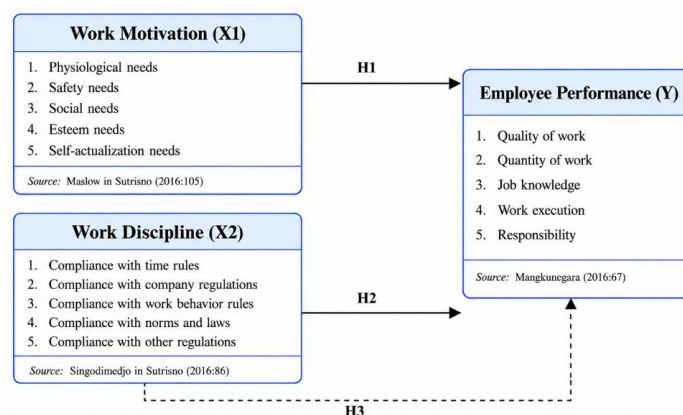 Work Motivation (X1)
1. Physiological needs
2. Safety needs
3. Social needs
4. Esteem needs
5. Self-actualization needs
Source: Maslow in Sutrisno (2016:105)
H1
Employee Performance (Y)
1. Quality of work
2. Quantity of work
3. Job knowledge
4. Work execution
5. Responsibility
Source: Mangkunegara (2016:67)
Work Discipline (X2)
1. Compliance with time rules
2. Compliance with company regulations
3. Compliance with work behavior rules
4. Compliance with norms and laws
5. Compliance with other regulations
Source: Singodimedjo in Sutrisno (2016:86)
H2
H3